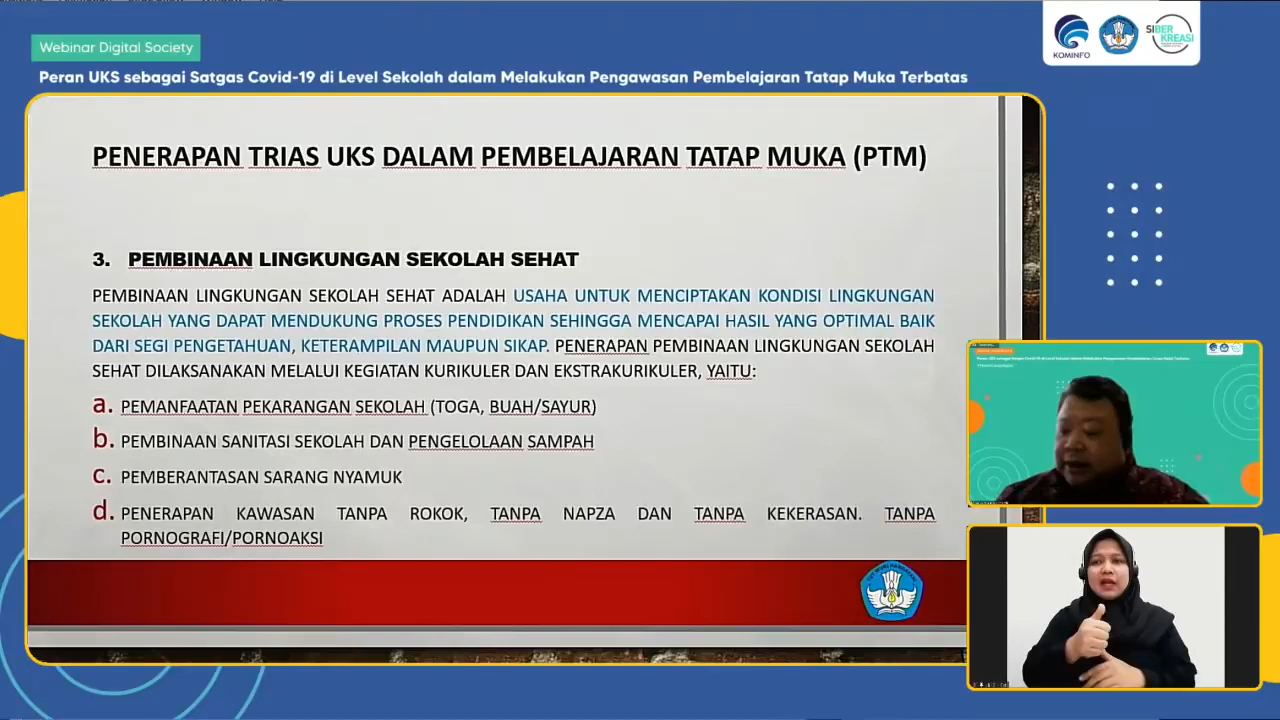 Webinar Digital Society
Peran UKS sebagai Satgas Covid-19 di Level Sekolah dalam Melakukan Pengawasan Pembelajaran Tatap Muka Terbatas
KOMINFO
SIBER
KREASI
PENERAPAN TRIAS UKS DALAM PEMBELAJARAN TATAP MUKA (PTM)
3. PEMBINAAN LINGKUNGAN SEKOLAH SEHAT
PEMBINAAN LINGKUNGAN SEKOLAH SEHAT ADALAH USAHA UNTUK MENCIPTAKAN KONDISI LINGKUNGAN
SEKOLAH YANG DAPAT MENDUKUNG PROSES PENDIDIKAN SEHINGGA MENCAPAI HASIL YANG OPTIMAL BAIK
DARI SEGI PENGETAHUAN, KETERAMPILAN MAUPUN SIKAP. PENERAPAN PEMBINAAN LINGKUNGAN SEKOLAH
SEHAT DILAKSANAKAN MELALUI KEGIATAN KURIKULER DAN EKSTRAKURIKULER, YAITU:
a. PEMANFAATAN PEKARANGAN SEKOLAH (TOGA, BUAH/SAYUR)
b. PEMBINAAN SANITASI SEKOLAH DAN PENGELOLAAN SAMPAH
c. PEMBERANTASAN SARANG NYAMUK
d. PENERAPAN KAWASAN TANPA ROKOK, TANPA NAPZA DAN TANPA KEKERASAN. TANPA
PORNOGRAFI/PORNOAKSI